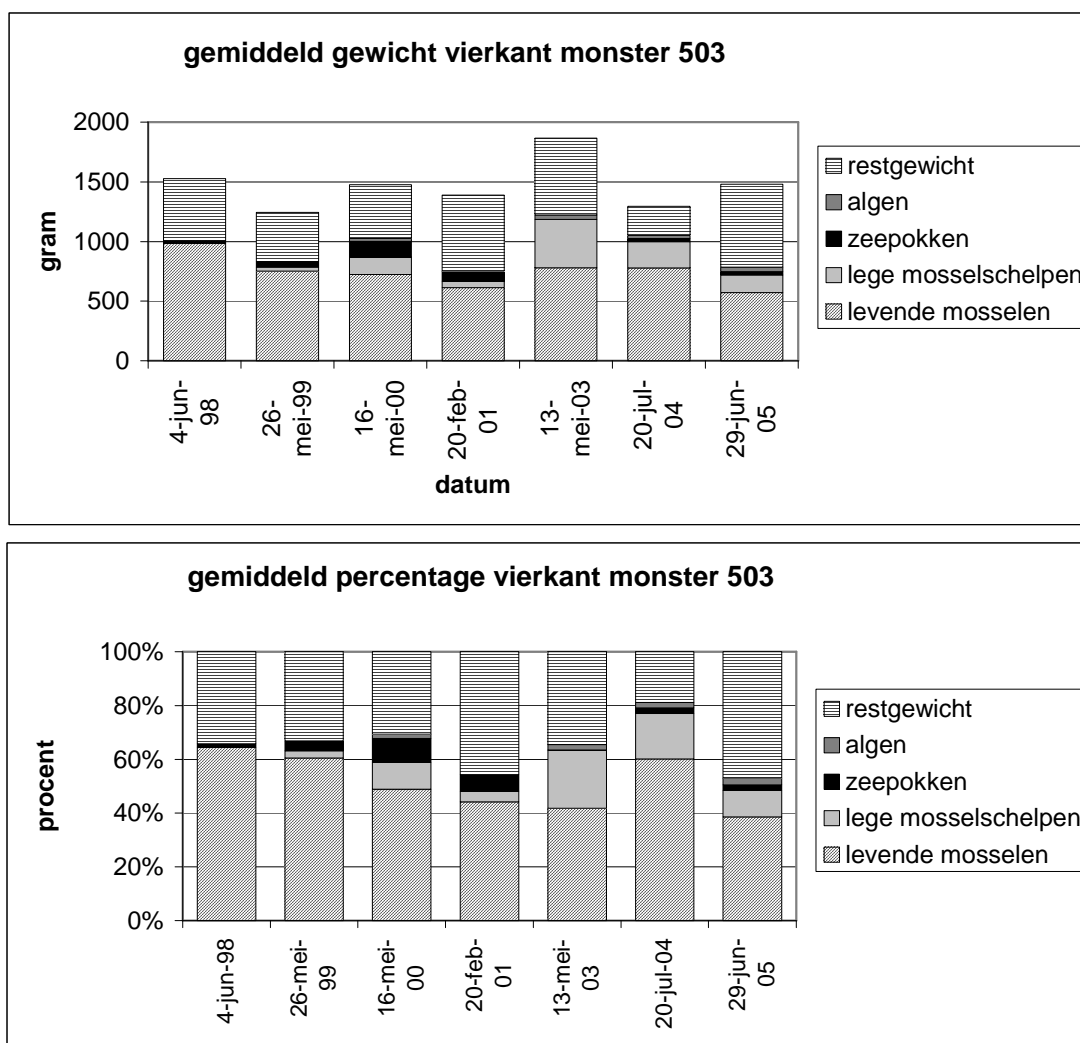 gemiddeld gewicht vierkant monster 503
2000
1500
1000
500
0
gram
4-jun-
98
26-
mei-99
16-
mei-00
20-feb-
01
13-
mei-03
20-jul-
04
29-jun-
05
datum
restgewicht
algen
zeepokken
lege mosselschelpen
levende mosselen
gemiddeld percentage vierkant monster 503
100%
80%
60%
40%
20%
0%
procent
4-jun-98
26-mei-
99
16-mei-
00
20-feb-
01
13-mei-
03
20-jul-04
29-jun-
05
restgewicht
algen
zeepokken
lege mosselschelpen
levende mosselen